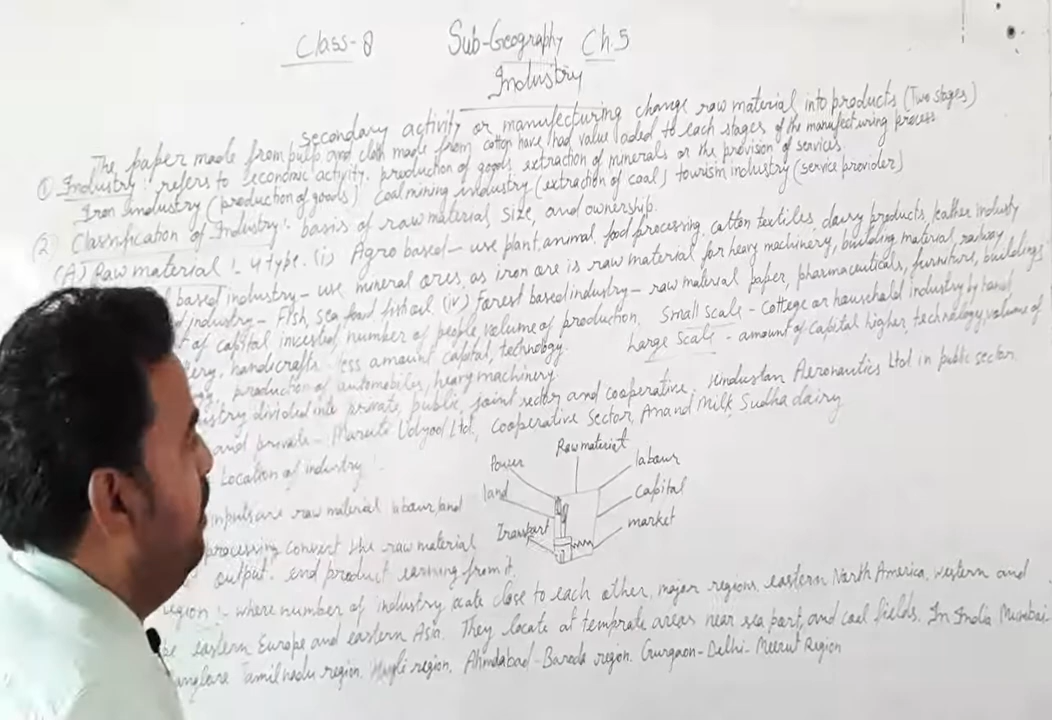 Class-8 Sub-Geography Ch.5
Industry
secondary activity or manufacturing change raw material into products (Two stages)
The paper made from pulp and cloth made from cotton have/had value added to each stages of the manufacturing process
① Industry :- refers to economic activity. production of goods, extraction of minerals or the provision of services
Iron industry (production of goods) Coal mining industry (extraction of coal) tourism industry (service provider)
(2) Classification of Industry :- basis of raw material size, and ownership.
(A) Raw material :- 4 type. (i) Agro based - use plant, animal. food processing, cotton textiles, dairy products, leather industry
based industry - use mineral ores, as iron ore is raw material for heavy machinery, building material, railway
industry - Fish, sea food fish oil. (iv) Forest based industry - raw material paper, pharmaceuticals, furniture, buildings
of capital invested number of people, volume of production. Small scale - Cottege or household industry by hand
handicrafts. less amount capital, technology. Large scale - amount of capital higher, technology, volume of
production of automobiles, heavy machinery
divided into private, public, joint sector and cooperative. Hindustan Aeronautics Ltd in public sector
and private - Maruti Udyod Ltd, Cooperative Sector, Anand Milk Sudha dairy
Location of industry :-
Raw material
Power
labour
land
capital
Transport
market
inputs are raw material labour, land
processing convert the raw material
output. end product earning from it.
region :- where number of industry locate close to each other, major regions, eastern North America, western and
eastern Europe and eastern Asia. They locate at temprate areas near sea port, and coal fields. In India Mumbai-
Tamilnadu region. Hugli region, Ahmdabad-Baroda region. Gurgaon-Delhi-Meerut Region